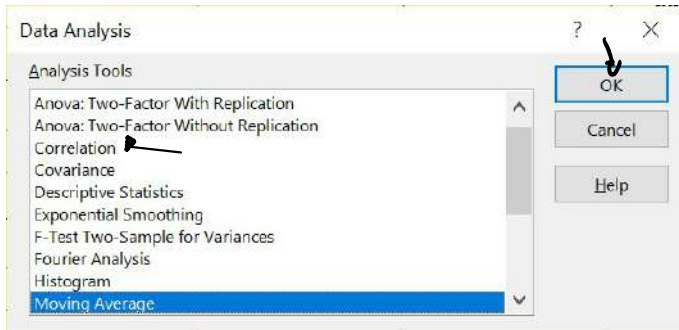 Data Analysis
?
Analysis Tools
Anova: Two-Factor With Replication
Anova: Two-Factor Without Replication
Correlation
Covariance
Descriptive Statistics
Exponential Smoothing
F-Test Two-Sample for Variances
Fourier Analysis
Histogram
Moving Average
OK
Cancel
Help